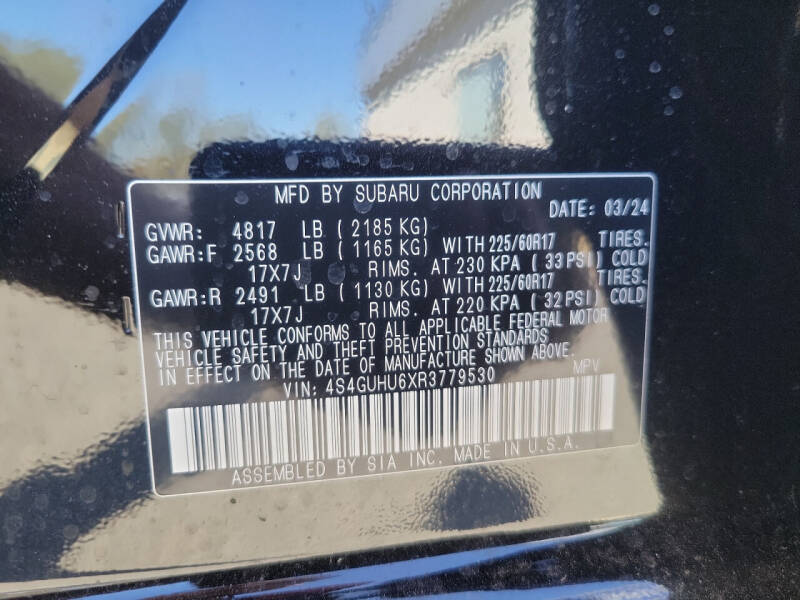 MFD BY SUBARU CORPORATION
DATE: 03/24
GVWR: 4817 LB (2185 KG)
GAWR:F 2568 LB (1165 KG) WITH 225/60R17 TIRES.
17X7J RIMS. AT 230 KPA (33 PSI) COLD
GAWR:R 2491 LB (1130 KG) WITH 225/60R17 TIRES.
17X7J RIMS. AT 220 KPA (32 PSI) COLD
THIS VEHICLE CONFORMS TO ALL APPLICABLE FEDERAL MOTOR
VEHICLE SAFETY AND THEFT PREVENTION STANDARDS
IN EFFECT ON THE DATE OF MANUFACTURE SHOWN ABOVE.
VIN: 4S4GUHU6XR3779530 MPV
ASSEMBLED BY SIA INC. MADE IN U.S.A.